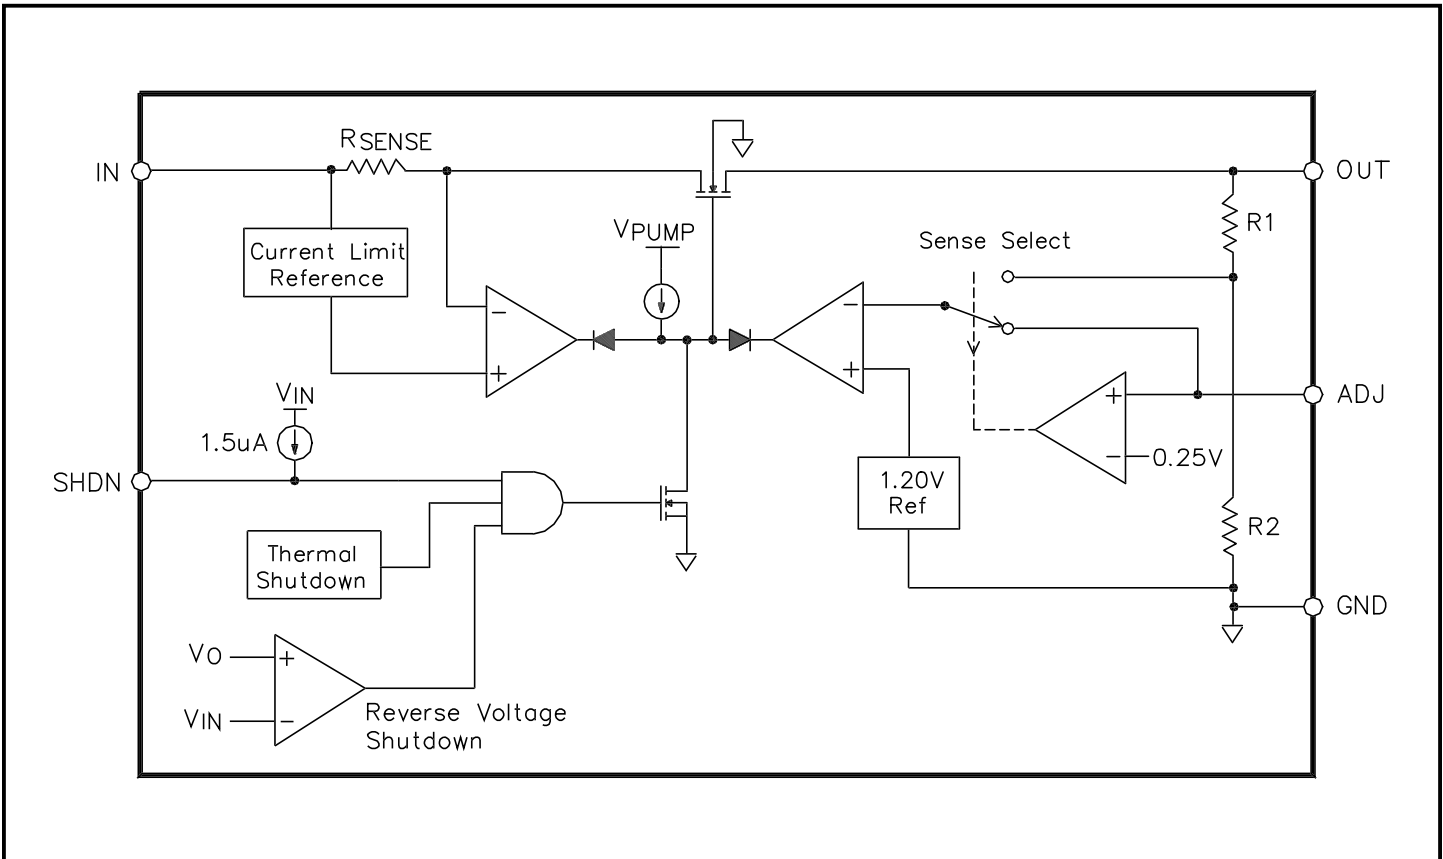 RSENSE
IN
OUT
R1
Current Limit
Reference
VPUMP
Sense Select
−
+
−
+
VIN
1.5uA
SHDN
+
−
0.25V
ADJ
1.20V
Ref
R2
Thermal
Shutdown
GND
VO
+
VIN
−
Reverse Voltage
Shutdown